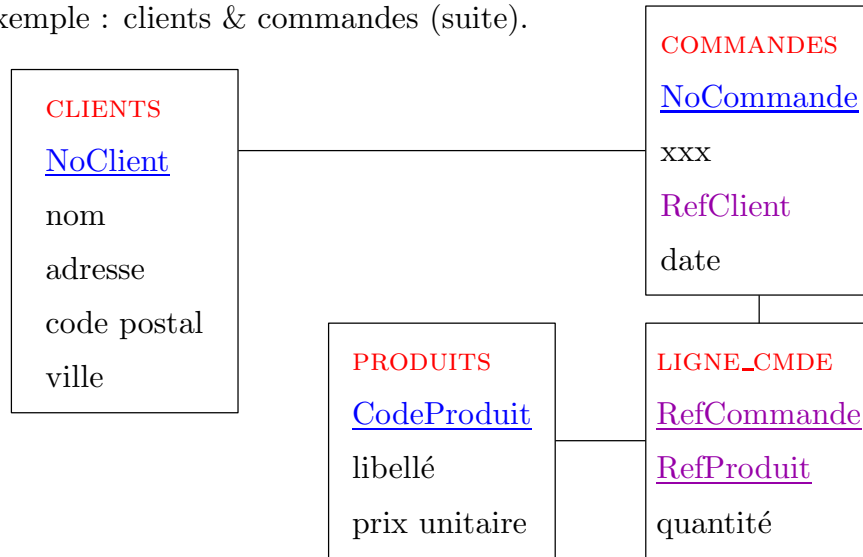 xemple : clients & commandes (suite).
CLIENTS
NoClient
nom
adresse
code postal
ville
COMMANDES
NoCommande
xxx
RefClient
date
PRODUITS
CodeProduit
libellé
prix unitaire
LIGNE_CMDE
RefCommande
RefProduit
quantité